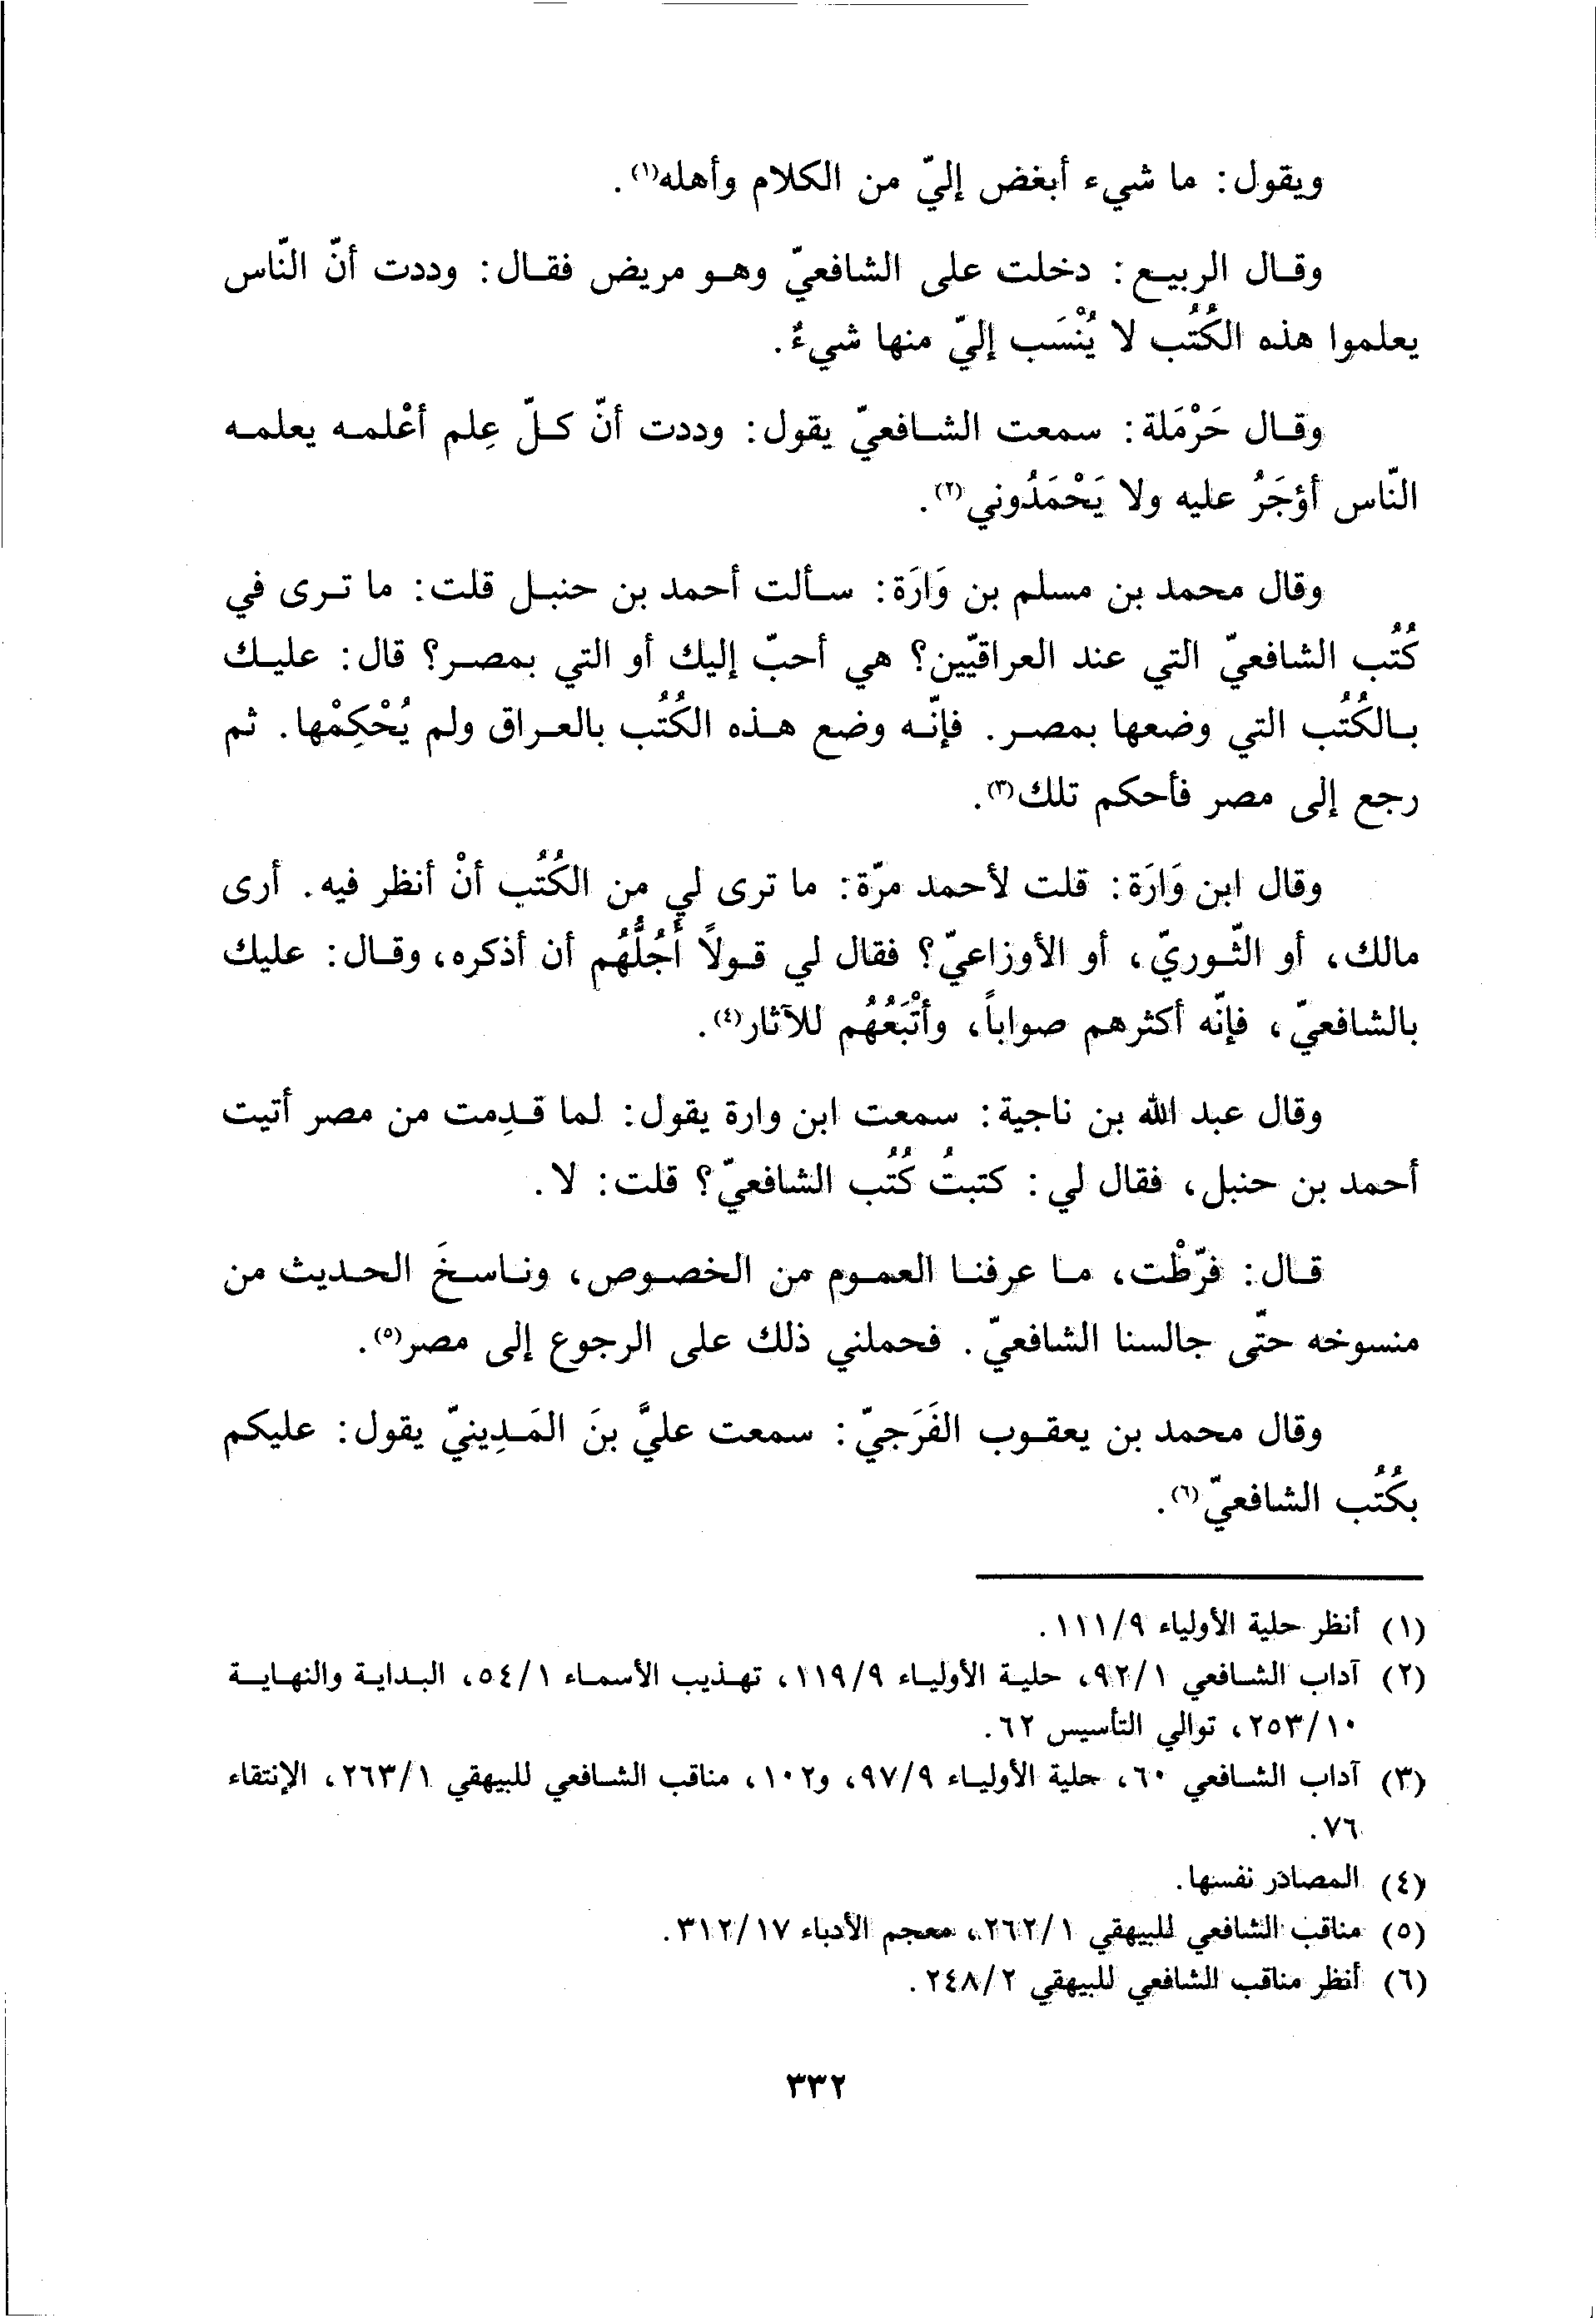 ويقول: ما شيء أبغض إليّ من الكلام وأهله(١).
وقال الربيع: دخلت على الشافعيّ وهو مريض فقال: وددت أنّ النّاس
يعلموا هذه الكُتُب لا يُنْسَب إليّ منها شيءٌ.
وقال حَرْمَلة: سمعت الشافعيّ يقول: وددت أنّ كلّ عِلم أعْلمه يعلمه
النّاس أؤجَرُ عليه ولا يَحْمَدُوني(٢).
وقال محمد بن مسلم بن وَارَة: سألت أحمد بن حنبل قلت: ما ترى في
كُتُب الشافعيّ التي عند العراقيّين؟ هي أحبّ إليك أو التي بمصر؟ قال: عليك
بالكُتُب التي وضعها بمصر. فإنّه وضع هذه الكُتُب بالعراق ولم يُحْكِمْها. ثم
رجع إلى مصر فأحكم تلك(٣).
وقال ابن وَارَة: قلت لأحمد مرّة: ما ترى لي من الكُتُب أنْ أنظر فيه. أرى
مالك، أو الثّوريّ، أو الأوزاعيّ؟ فقال لي قولاً أَجُلُّهُم أن أذكره، وقال: عليك
بالشافعيّ، فإنّه أكثرهم صواباً، وأتْبَعُهُم للآثار(٤).
وقال عبد الله بن ناجية: سمعت ابن وارة يقول: لما قدِمت من مصر أتيت
أحمد بن حنبل، فقال لي: كتبتُ كُتُب الشافعيّ؟ قلت: لا.
قال: فرّطْت، ما عرفنا العموم من الخصوص، وناسخَ الحديث من
منسوخه حتّى جالسنا الشافعيّ. فحملني ذلك على الرجوع إلى مصر(٥).
وقال محمد بن يعقوب الفَرَجيّ: سمعت عليَّ بنَ المَدِينيّ يقول: عليكم
بكُتُب الشافعيّ(٦).
(١) أنظر حلية الأولياء ٩/١١١.
(٢) آداب الشافعي ١/٩٢، حلية الأولياء ٩/١١٩، تهذيب الأسماء ١/٥٤، البداية والنهاية
١٠/٢٥٣، توالي التأسيس ٦٢.
(٣) آداب الشافعي ٦٠، حلية الأولياء ٩/٩٧، و١٠٢، مناقب الشافعي للبيهقي ١/٢٦٣، الإنتقاء
٧٦.
(٤) المصادر نفسها.
(٥) مناقب الشافعي للبيهقي ١/٢٦٢، معجم الأدباء ١٧/٣١٢.
(٦) أنظر مناقب الشافعي للبيهقي ٢/٢٤٨.
٣٣٢